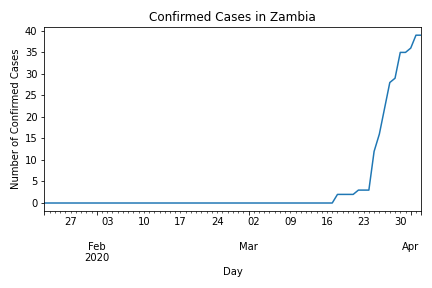 Confirmed Cases in Zambia
Number of Confirmed Cases
40
35
30
25
20
15
10
5
0
27 03 10 17 24 02 09 16 23 30
Feb Mar Apr
2020
Day